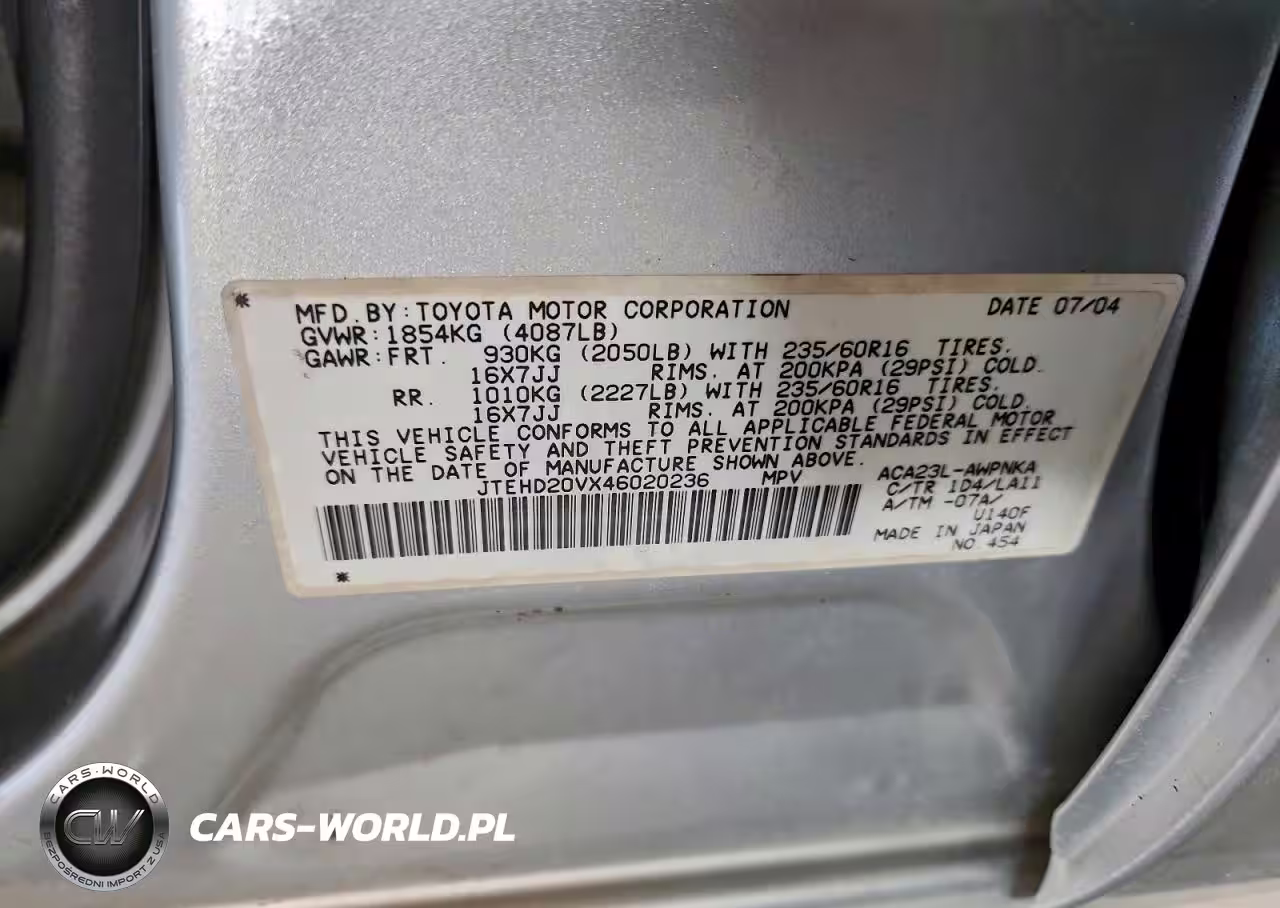 MFD. BY: TOYOTA MOTOR CORPORATION DATE 07/04
GVWR: 1854KG (4087LB)
GAWR: FRT. 930KG (2050LB) WITH 235/60R16 TIRES.
16X7JJ RIMS. AT 200KPA (29PSI) COLD.
RR. 1010KG (2227LB) WITH 235/60R16 TIRES.
16X7JJ RIMS. AT 200KPA (29PSI) COLD.
THIS VEHICLE CONFORMS TO ALL APPLICABLE FEDERAL MOTOR
VEHICLE SAFETY AND THEFT PREVENTION STANDARDS IN EFFECT
ON THE DATE OF MANUFACTURE SHOWN ABOVE.
JTEHD20VX46020236 MPV
ACA23L-AWPNKA
C/TR 1D4/LA11
A/TM -07A/
U140F
MADE IN JAPAN
NO.454
CARS-WORLD
CW
BEZPOŚREDNI IMPORT Z USA
CARS-WORLD.PL